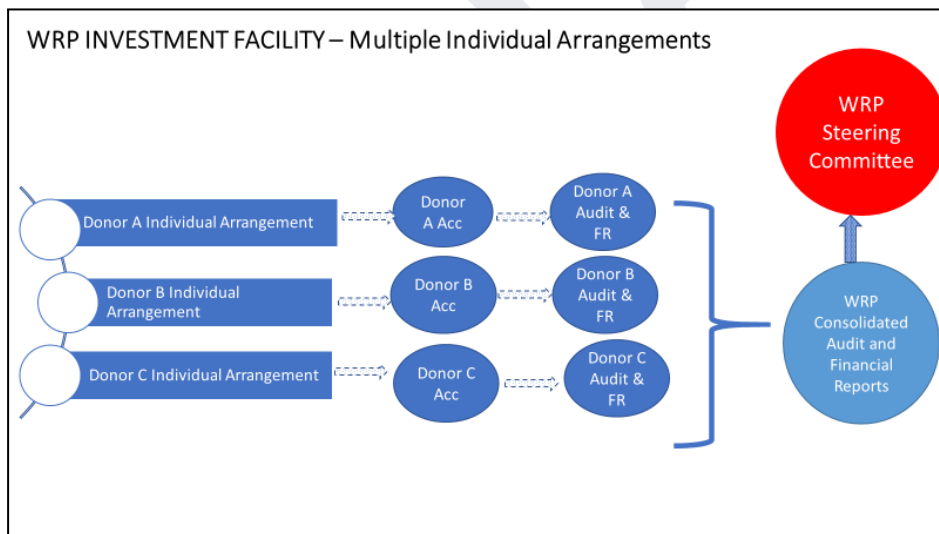 WRP INVESTMENT FACILITY – Multiple Individual Arrangements
WRP
Steering
Committee
Donor A Individual Arrangement
Donor
A Acc
Donor A
Audit &
FR
Donor B Individual
Arrangement
Donor B
Acc
Donor B
Audit &
FR
Donor C Individual Arrangement
Donor C
Acc
Donor C
Audit &
FR
WRP
Consolidated
Audit and
Financial
Reports